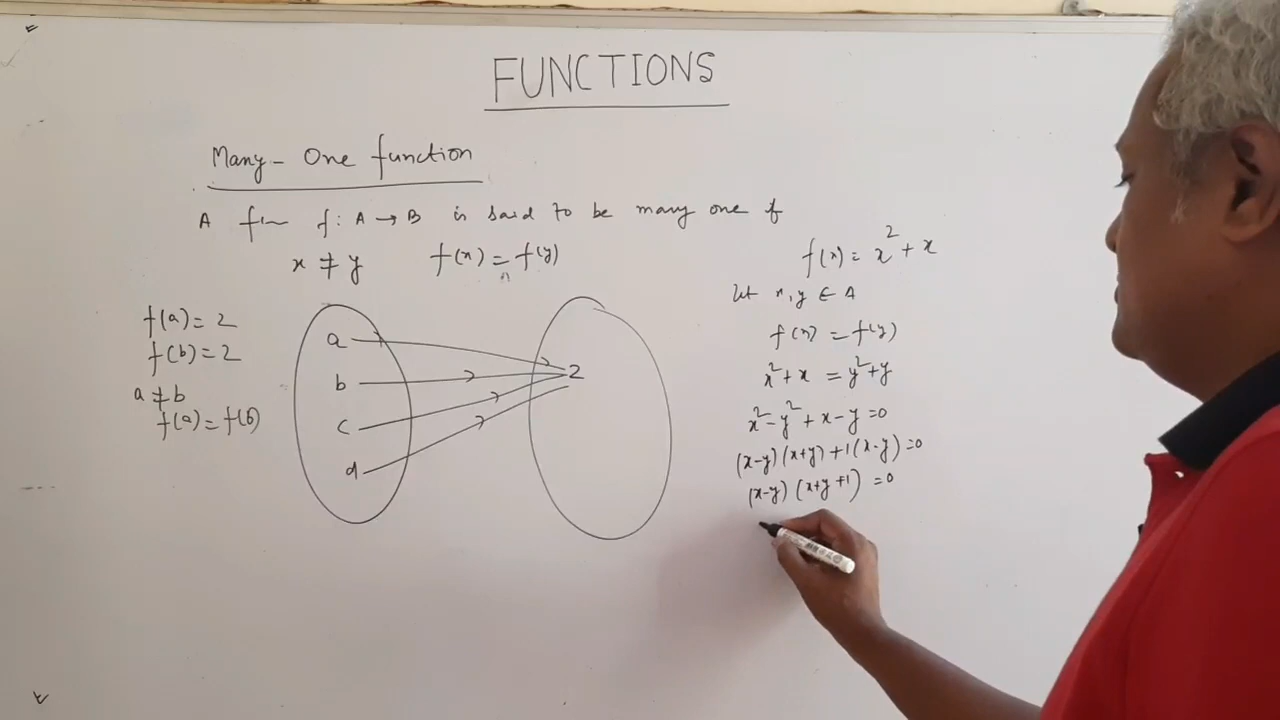 FUNCTIONS
Many-One function
A fn f: A → B is said to be many one if
x ≠ y f(x) = f(y)
f(a) = 2
f(b) = 2
a ≠ b
f(a) = f(b)
a
b
c
d
2
f(x) = x² + x
let x, y ∈ A
f(x) = f(y)
x² + x = y² + y
x² - y² + x - y = 0
(x-y)(x+y) + 1(x-y) = 0
(x-y)(x+y+1) = 0